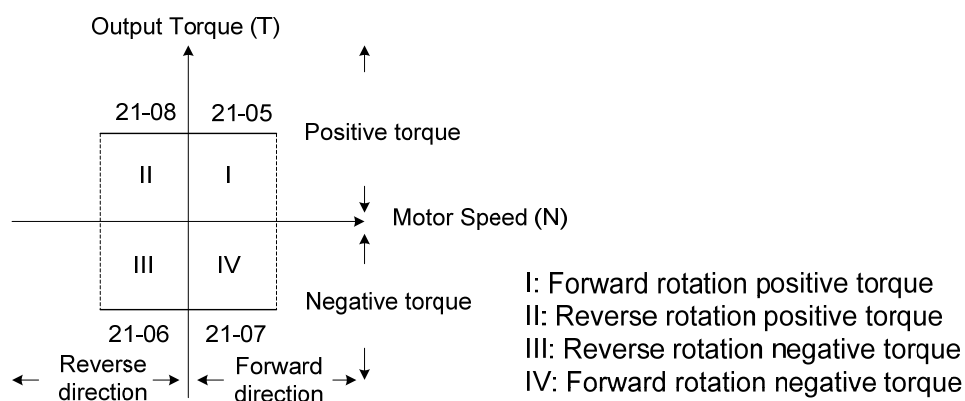 Output Torque (T)
21-08
21-05
Positive torque
II
I
Motor Speed (N)
III
IV
Negative torque
21-06
21-07
Reverse
direction
Forward
direction
I: Forward rotation positive torque
II: Reverse rotation positive torque
III: Reverse rotation negative torque
IV: Forward rotation negative torque